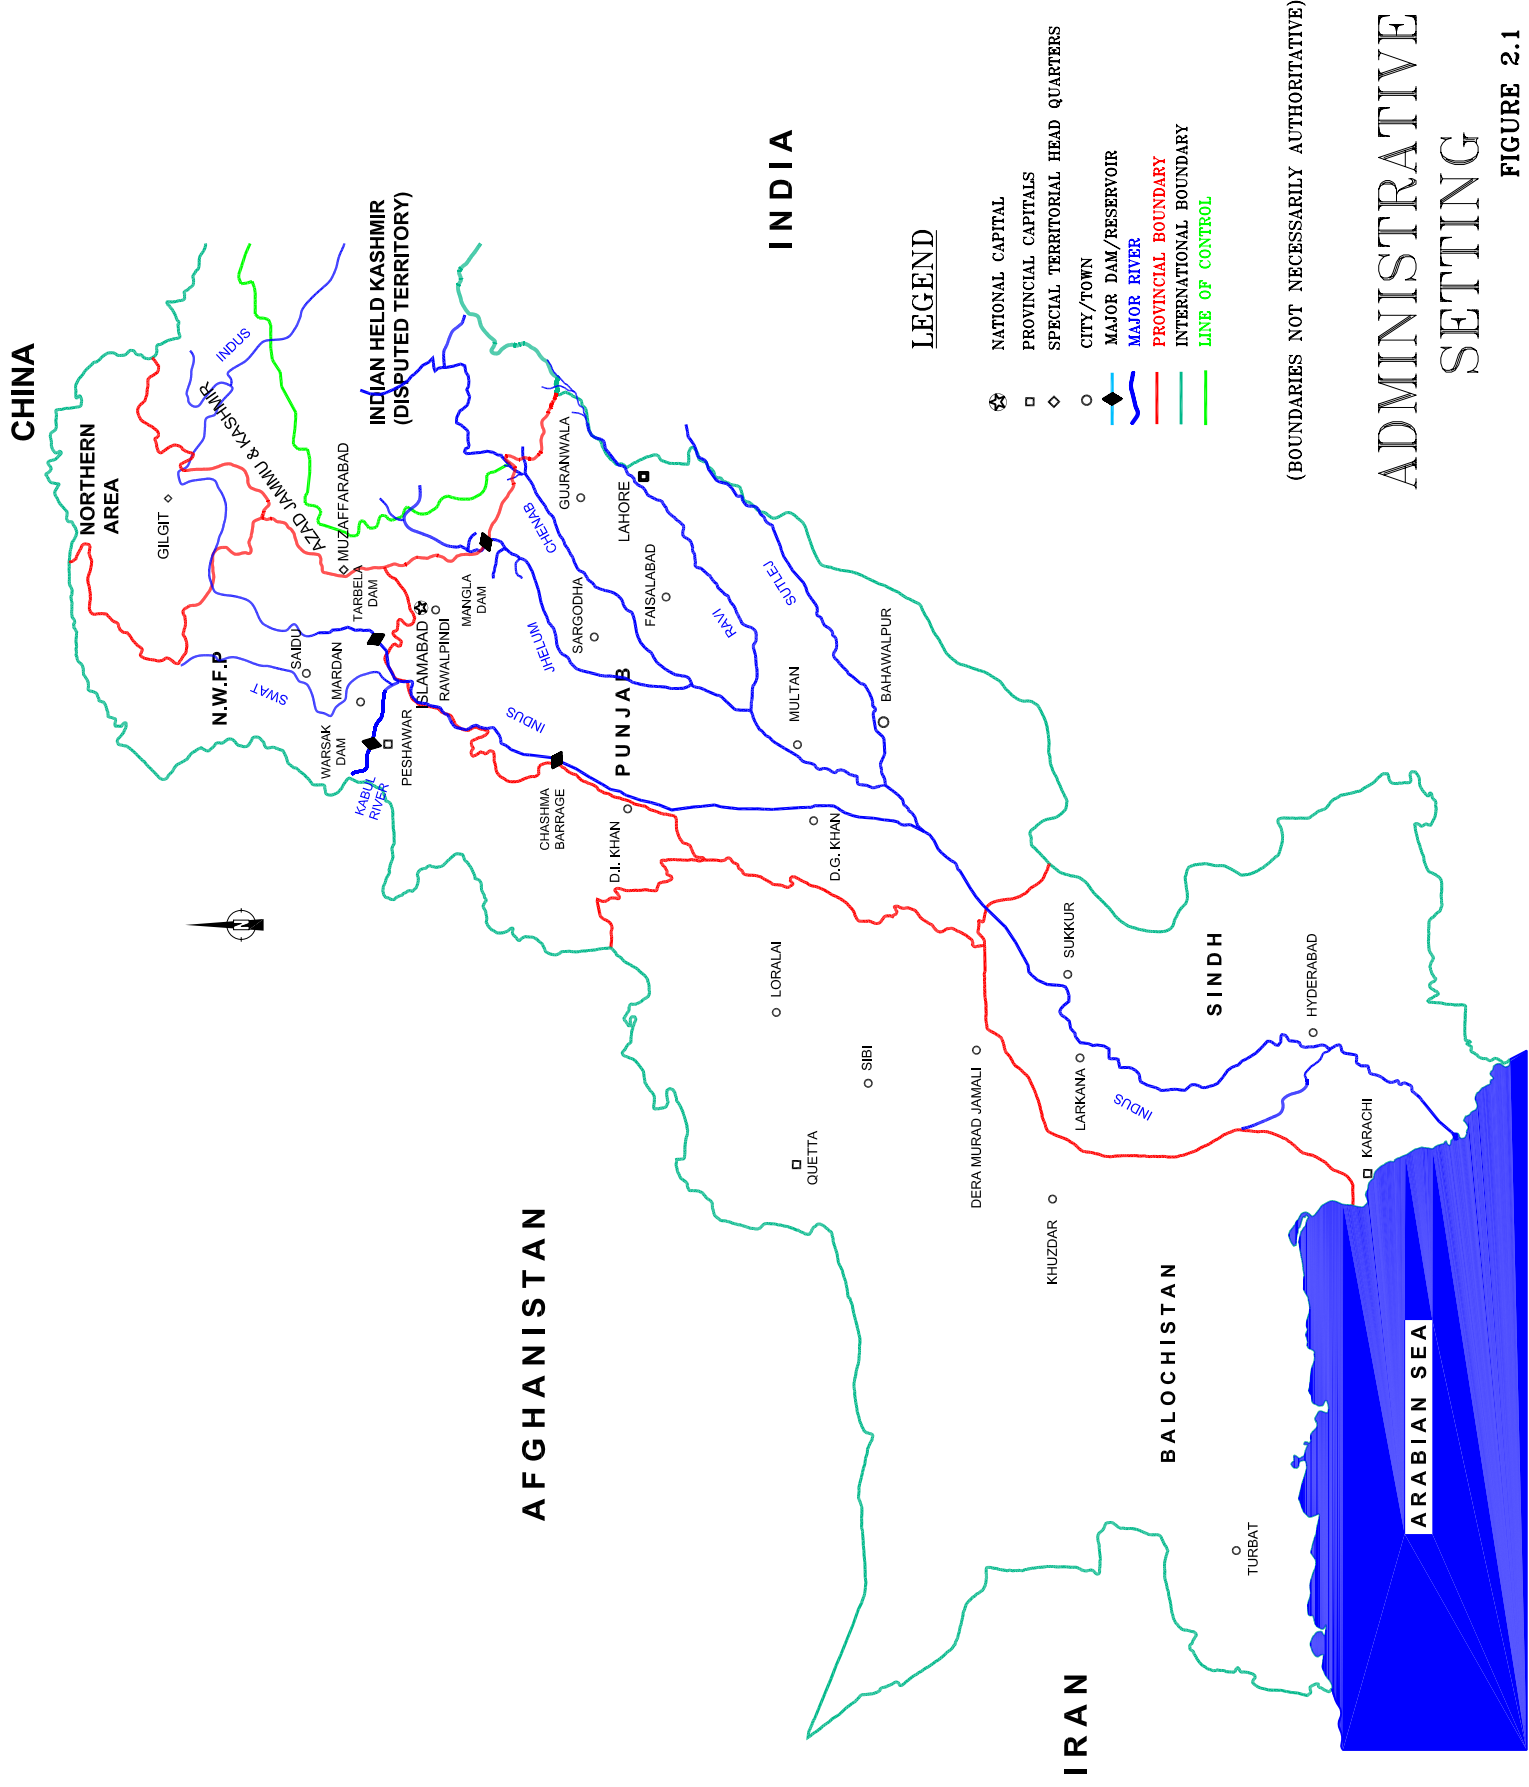 CHINA
NORTHERN
AREA
GILGIT
INDUS
AZAD JAMMU & KASHMIR
MUZAFFARABAD
INDIAN HELD KASHMIR
(DISPUTED TERRITORY)
N.W.F.P
SWAT
SAIDU
MARDAN
TARBELA
DAM
WARSAK
DAM
KABUL
RIVER
PESHAWAR
ISLAMABAD
RAWALPINDI
MANGLA
DAM
INDUS
JHELUM
CHENAB
GUJRANWALA
SARGODHA
LAHORE
FAISALABAD
PUNJAB
CHASHMA
BARRAGE
D.I. KHAN
RAVI
SUTLEJ
MULTAN
BAHAWALPUR
D.G. KHAN
INDIA
N
AFGHANISTAN
LORALAI
SIBI
QUETTA
DERA MURAD JAMALI
SUKKUR
LARKANA
INDUS
KHUZDAR
SINDH
HYDERABAD
KARACHI
BALOCHISTAN
TURBAT
IRAN
ARABIAN SEA
LEGEND
NATIONAL CAPITAL
PROVINCIAL CAPITALS
SPECIAL TERRITORIAL HEAD QUARTERS
CITY/TOWN
MAJOR DAM/RESERVOIR
MAJOR RIVER
PROVINCIAL BOUNDARY
INTERNATIONAL BOUNDARY
LINE OF CONTROL
(BOUNDARIES NOT NECESSARILY AUTHORITATIVE)
ADMINISTRATIVE
SETTING
FIGURE 2.1